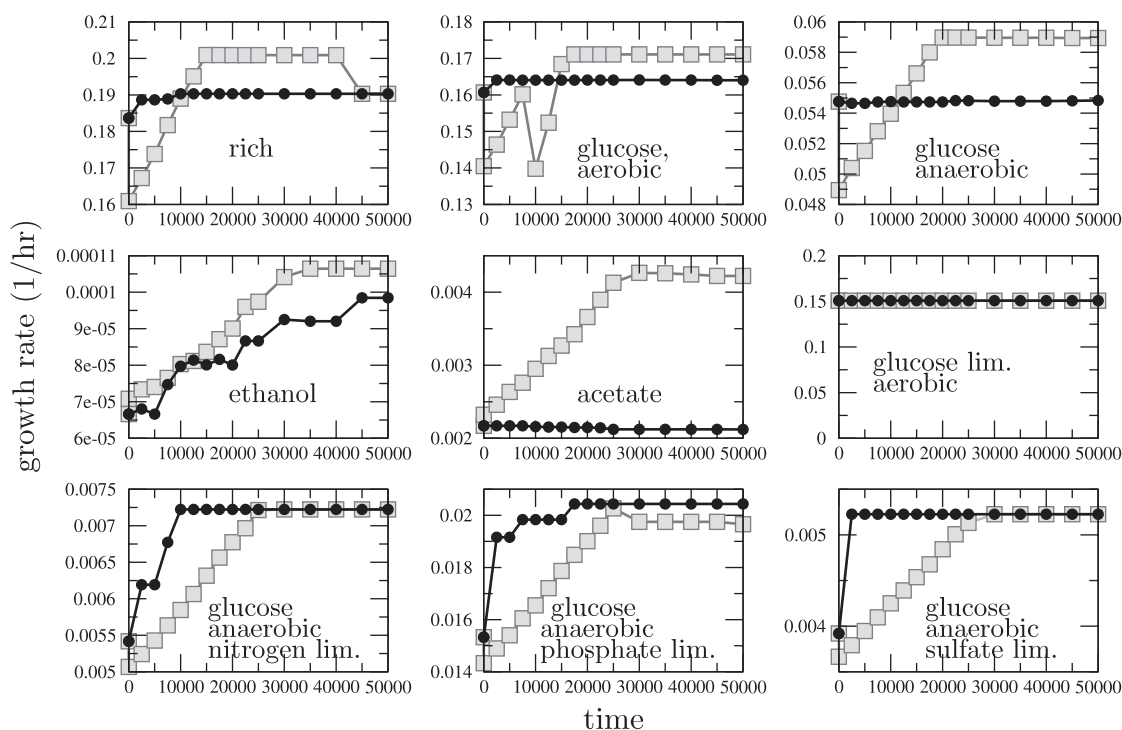 growth rate (1/hr)
0.21
0.2
0.19
0.18
0.17
0.16
0 10000 20000 30000 40000 50000
rich
0.18
0.17
0.16
0.15
0.14
0.13
0 10000 20000 30000 40000 50000
glucose,
aerobic
0.06
0.058
0.056
0.054
0.052
0.05
0.048
0 10000 20000 30000 40000 50000
glucose
anaerobic
0.00011
0.0001
9e-05
8e-05
7e-05
6e-05
0 10000 20000 30000 40000 50000
ethanol
0.004
0.003
0.002
0 10000 20000 30000 40000 50000
acetate
0.2
0.15
0.1
0.05
0
0 10000 20000 30000 40000 50000
glucose lim.
aerobic
0.0075
0.007
0.0065
0.006
0.0055
0.005
0 10000 20000 30000 40000 50000
glucose
anaerobic
nitrogen lim.
0.02
0.018
0.016
0.014
0 10000 20000 30000 40000 50000
glucose
anaerobic
phosphate lim.
0.005
0.004
0 10000 20000 30000 40000 50000
glucose
anaerobic
sulfate lim.
time